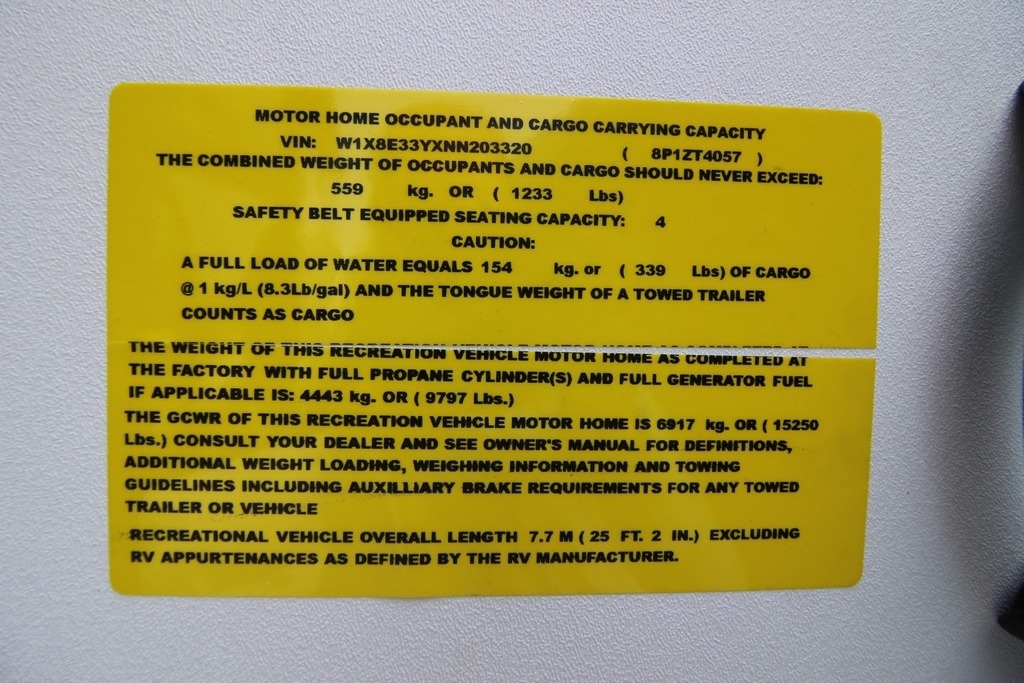 MOTOR HOME OCCUPANT AND CARGO CARRYING CAPACITY
VIN: W1X8E33YXNN203320 ( 8P1ZT4057 )
THE COMBINED WEIGHT OF OCCUPANTS AND CARGO SHOULD NEVER EXCEED:
559 kg. OR ( 1233 Lbs)
SAFETY BELT EQUIPPED SEATING CAPACITY: 4
CAUTION:
A FULL LOAD OF WATER EQUALS 154 kg. or ( 339 Lbs) OF CARGO
@ 1 kg/L (8.3Lb/gal) AND THE TONGUE WEIGHT OF A TOWED TRAILER
COUNTS AS CARGO
THE WEIGHT OF THIS RECREATION VEHICLE MOTOR HOME AS COMPLETED AT
THE FACTORY WITH FULL PROPANE CYLINDER(S) AND FULL GENERATOR FUEL
IF APPLICABLE IS: 4443 kg. OR ( 9797 Lbs.)
THE GCWR OF THIS RECREATION VEHICLE MOTOR HOME IS 6917 kg. OR ( 15250
Lbs.) CONSULT YOUR DEALER AND SEE OWNER'S MANUAL FOR DEFINITIONS,
ADDITIONAL WEIGHT LOADING, WEIGHING INFORMATION AND TOWING
GUIDELINES INCLUDING AUXILLIARY BRAKE REQUIREMENTS FOR ANY TOWED
TRAILER OR VEHICLE
RECREATIONAL VEHICLE OVERALL LENGTH 7.7 M ( 25 FT. 2 IN.) EXCLUDING
RV APPURTENANCES AS DEFINED BY THE RV MANUFACTURER.